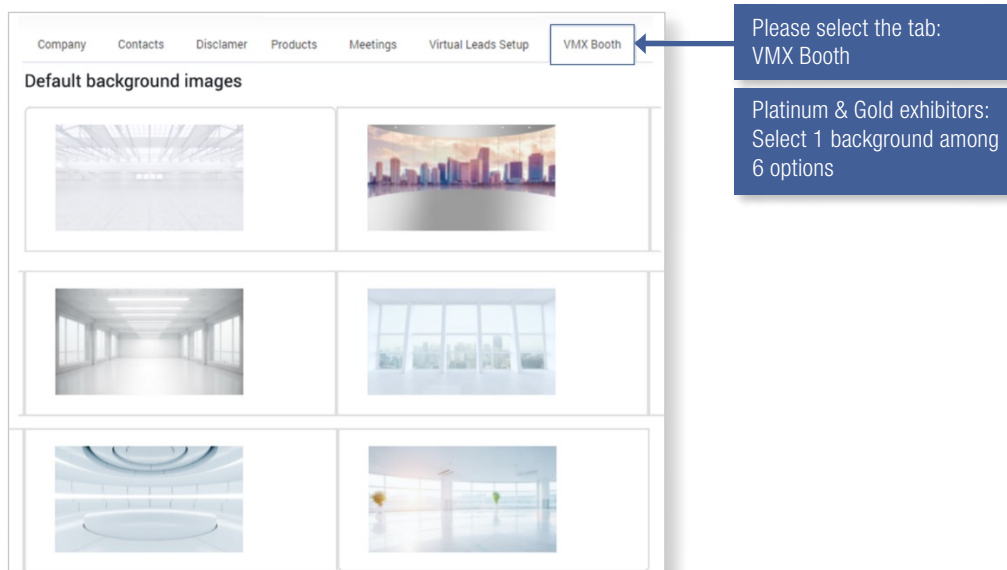 Company Contacts Disclamer Products Meetings Virtual Leads Setup VMX Booth
Default background images
Please select the tab:
VMX Booth
Platinum & Gold exhibitors:
Select 1 background among
6 options